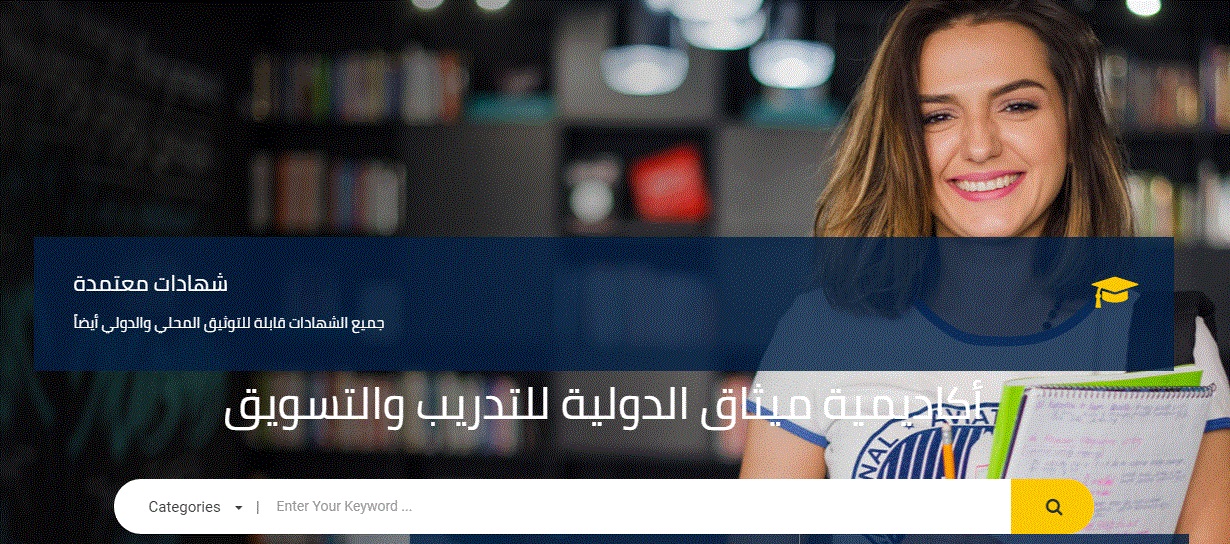 شهادات معتمدة
جميع الشهادات قابلة للتوثيق المحلي والدولي أيضاً
أكاديمية ميثاق الدولية للتدريب والتسويق
Categories | Enter Your Keyword ...